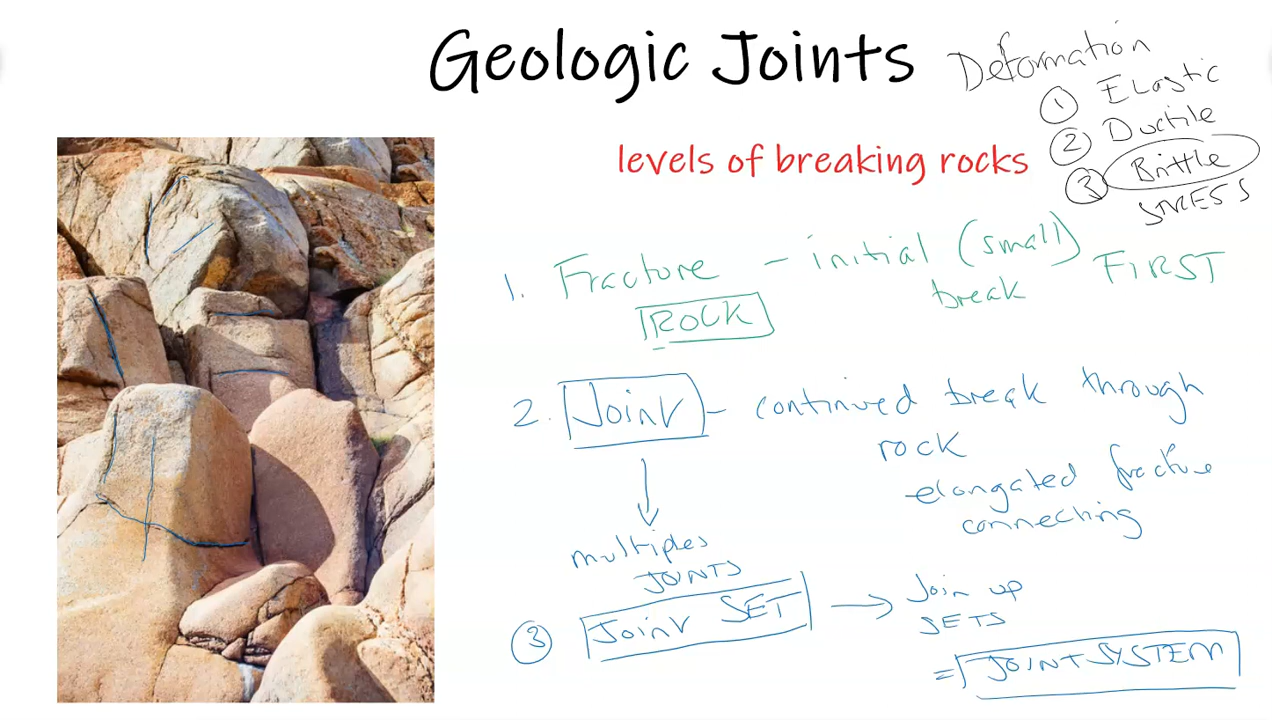 Geologic Joints
Deformation
① Elastic
② Ductile
③ Brittle
STRESS
levels of breaking rocks
1. Fracture - initial (small) FIRST
break
ROCK
2. JOINT - continued break through
rock
- elongated fracture
connecting
multiples
JOINTS
③ JOINT SET → Join up
SETS
= JOINT SYSTEM